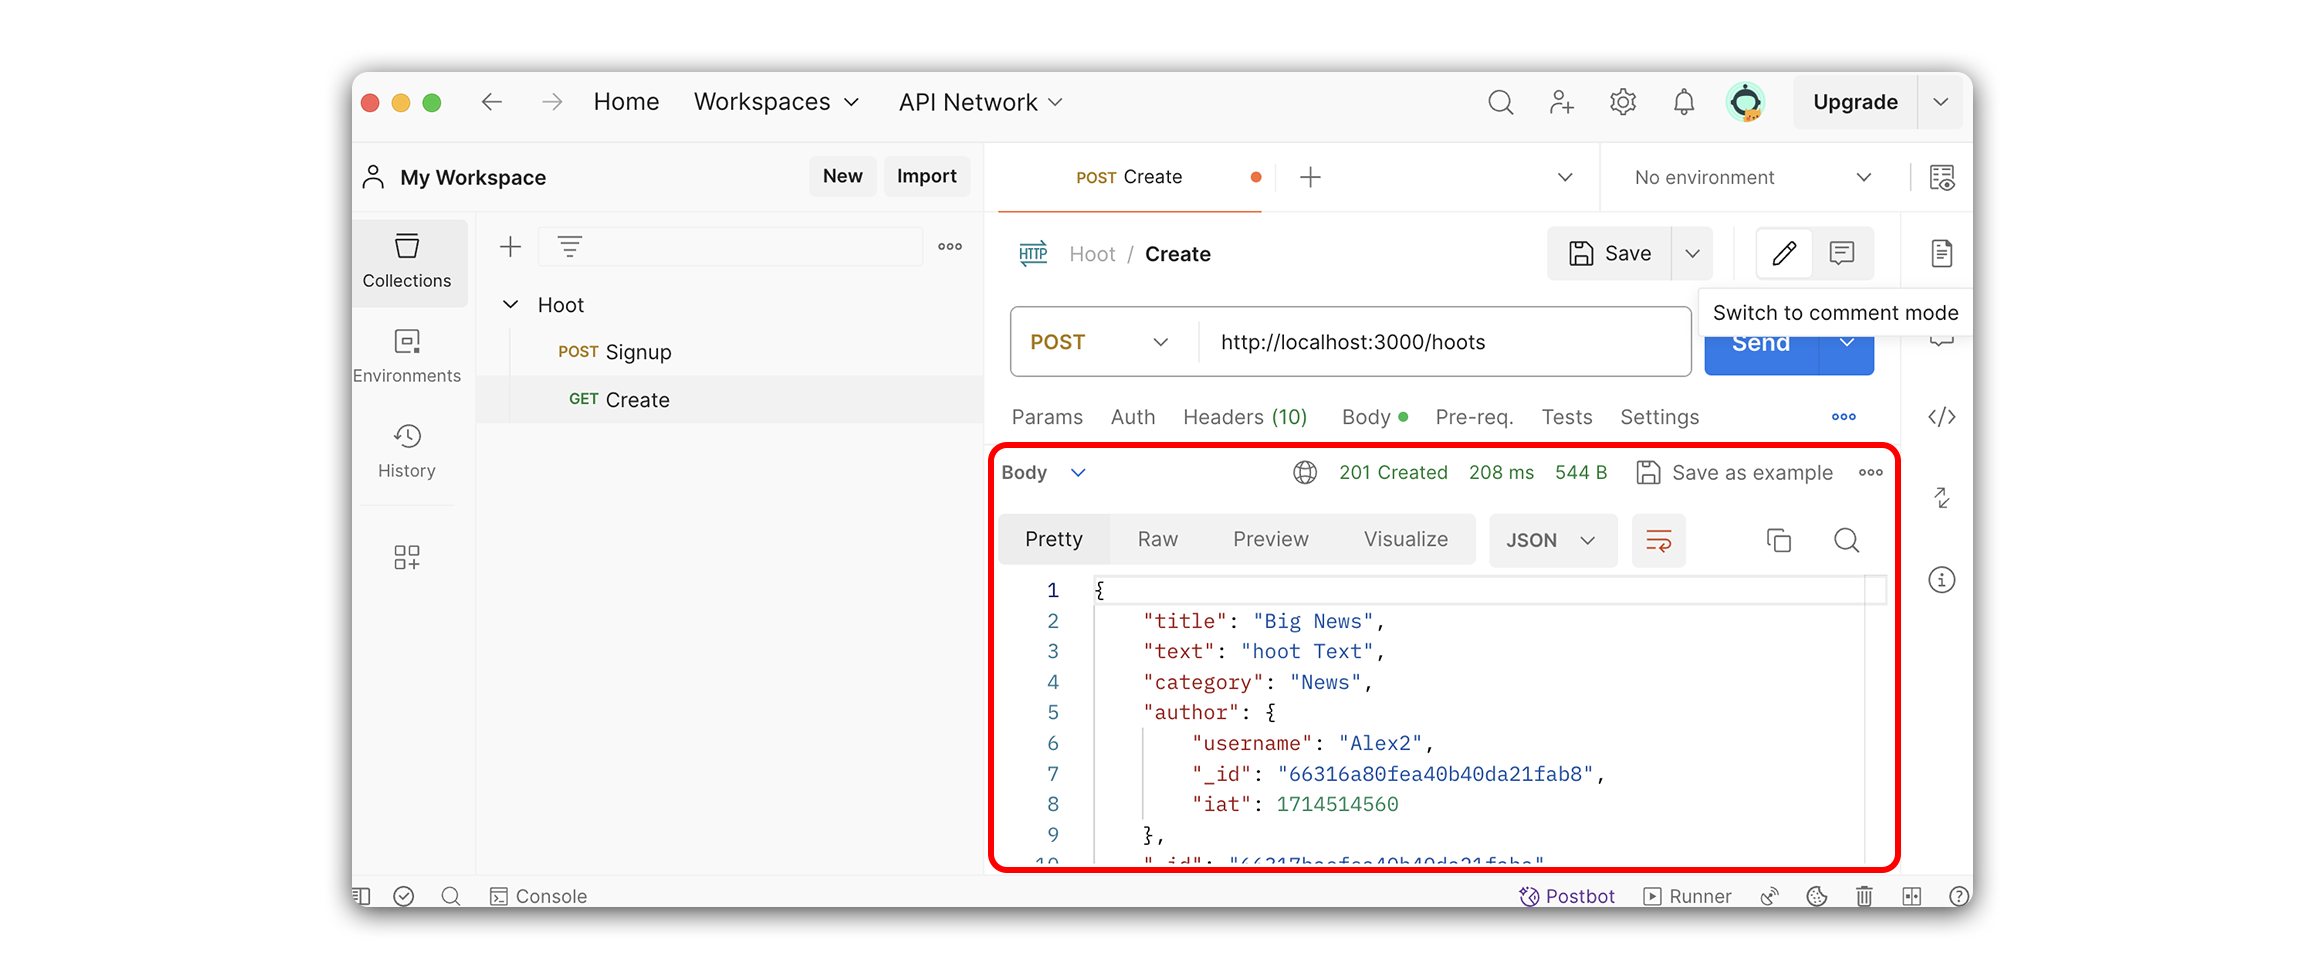 Home Workspaces API Network Upgrade
My Workspace New Import
POST Create No environment
Collections
Environments
History
Hoot
POST Signup
GET Create
HTTP Hoot / Create Save
Switch to comment mode
POST http://localhost:3000/hoots Send
Params Auth Headers (10) Body Pre-req. Tests Settings
Body 201 Created 208 ms 544 B Save as example
Pretty Raw Preview Visualize JSON
1 {
2 "title": "Big News",
3 "text": "hoot Text",
4 "category": "News",
5 "author": {
6 "username": "Alex2",
7 "_id": "66316a80fea40b40da21fab8",
8 "iat": 1714514560
9 },
10 "_id":
Console Postbot Runner